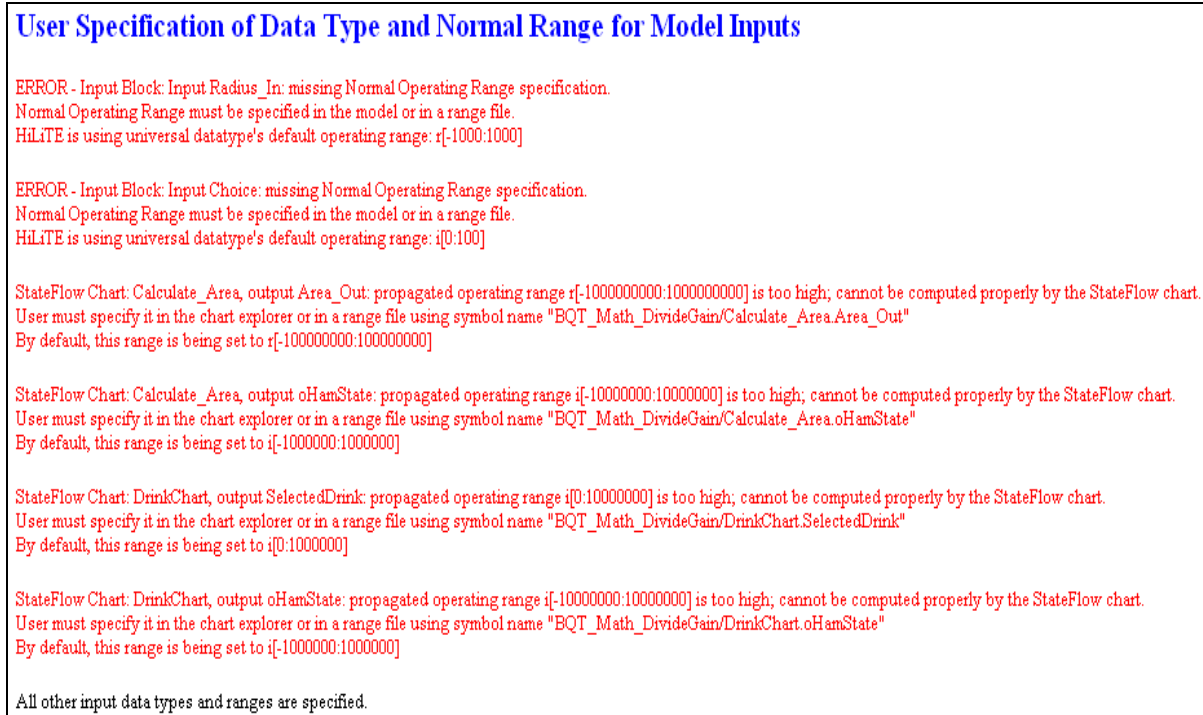 User Specification of Data Type and Normal Range for Model Inputs
ERROR - Input Block: Input Radius_In: missing Normal Operating Range specification.
Normal Operating Range must be specified in the model or in a range file.
HiLiTE is using universal datatype's default operating range: r[-1000:1000]
ERROR - Input Block: Input Choice: missing Normal Operating Range specification.
Normal Operating Range must be specified in the model or in a range file.
HiLiTE is using universal datatype's default operating range: i[0:100]
StateFlow Chart: Calculate_Area, output Area_Out: propagated operating range r[-1000000000:1000000000] is too high; cannot be computed properly by the StateFlow chart.
User must specify it in the chart explorer or in a range file using symbol name "BQT_Math_DivideGain/Calculate_Area.Area_Out"
By default, this range is being set to r[-100000000:100000000]
StateFlow Chart: Calculate_Area, output oHamState: propagated operating range i[-10000000:10000000] is too high; cannot be computed properly by the StateFlow chart.
User must specify it in the chart explorer or in a range file using symbol name "BQT_Math_DivideGain/Calculate_Area.oHamState"
By default, this range is being set to i[-1000000:1000000]
StateFlow Chart: DrinkChart, output SelectedDrink: propagated operating range i[0:10000000] is too high; cannot be computed properly by the StateFlow chart.
User must specify it in the chart explorer or in a range file using symbol name "BQT_Math_DivideGain/DrinkChart.SelectedDrink"
By default, this range is being set to i[0:1000000]
StateFlow Chart: DrinkChart, output oHamState: propagated operating range i[-10000000:10000000] is too high; cannot be computed properly by the StateFlow chart.
User must specify it in the chart explorer or in a range file using symbol name "BQT_Math_DivideGain/DrinkChart.oHamState"
By default, this range is being set to i[-1000000:1000000]
All other input data types and ranges are specified.